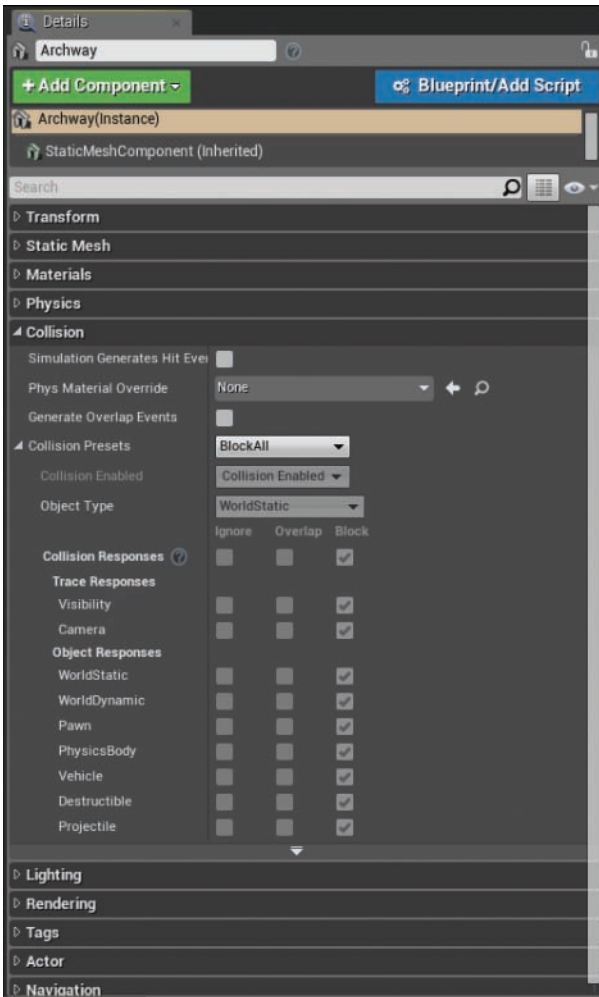 Details
Archway
+ Add Component
Blueprint/Add Script
Archway(Instance)
StaticMeshComponent (Inherited)
Search
Transform
Static Mesh
Materials
Physics
Collision
Simulation Generates Hit Eve
Phys Material Override None
Generate Overlap Events
Collision Presets BlockAll
Collision Enabled Collision Enabled
Object Type WorldStatic
Ignore Overlap Block
Collision Responses ?
Trace Responses
Visibility
Camera
Object Responses
WorldStatic
WorldDynamic
Pawn
PhysicsBody
Vehicle
Destructible
Projectile
Lighting
Rendering
Tags
Actor
Navigation